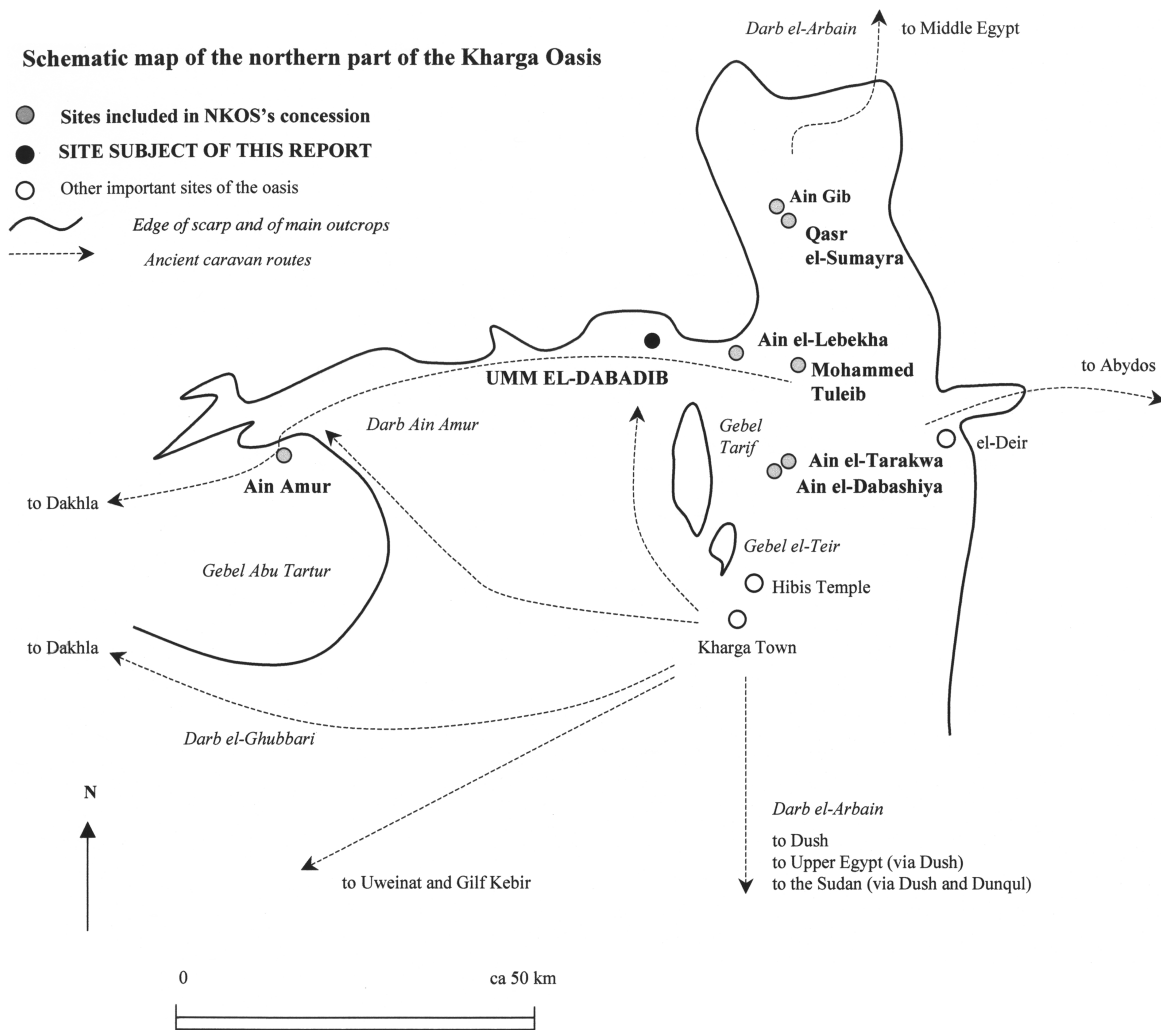 Darb el-Arbain
to Middle Egypt
Schematic map of the northern part of the Kharga Oasis
Sites included in NKOS's concession
SITE SUBJECT OF THIS REPORT
Other important sites of the oasis
Edge of scarp and of main outcrops
Ancient caravan routes
Ain Gib
Qasr
el-Sumayra
Ain el-Lebekha
Mohammed
Tuleib
UMM EL-DABADIB
to Abydos
Darb Ain Amur
Gebel
Tarif
el-Deir
Ain el-Tarakwa
Ain el-Dabashiya
Ain Amur
to Dakhla
Gebel Abu Tartur
Gebel el-Teir
Hibis Temple
Kharga Town
to Dakhla
Darb el-Ghubbari
N
Darb el-Arbain
to Dush
to Upper Egypt (via Dush)
to the Sudan (via Dush and Dunqul)
to Uweinat and Gilf Kebir
0
ca 50 km